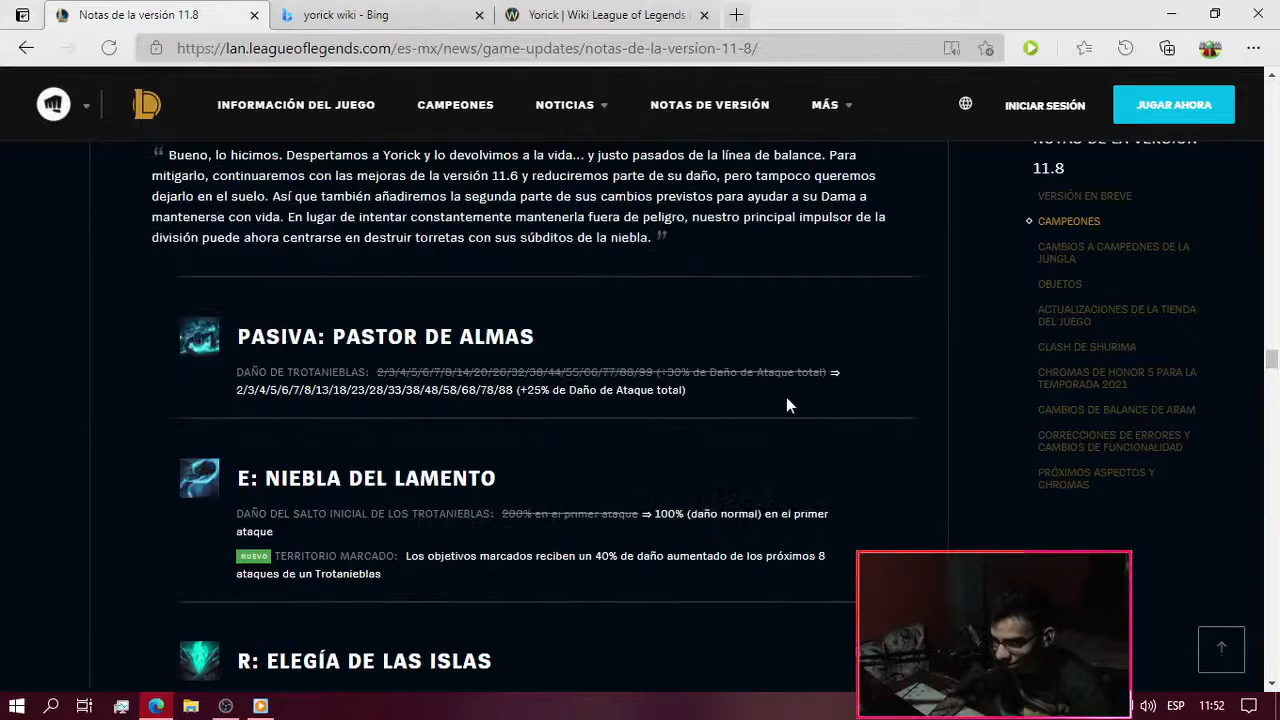 Notas de la versión 11.8
yorick wiki - Bing
Yorick | Wiki League of Legends
https://lan.leagueoflegends.com/es-mx/news/game-updates/notas-de-la-version-11-8/
INFORMACIÓN DEL JUEGO
CAMPEONES
NOTICIAS
NOTAS DE VERSIÓN
MÁS
INICIAR SESIÓN
JUGAR AHORA
“ Bueno, lo hicimos. Despertamos a Yorick y lo devolvimos a la vida... y justo pasados de la línea de balance. Para
mitigarlo, continuaremos con las mejoras de la versión 11.6 y reduciremos parte de su daño, pero tampoco queremos
dejarlo en el suelo. Así que también añadiremos la segunda parte de sus cambios previstos para ayudar a su Dama a
mantenerse con vida. En lugar de intentar constantemente mantenerla fuera de peligro, nuestro principal impulsor de la
división puede ahora centrarse en destruir torretas con sus súbditos de la niebla. ”
PASIVA: PASTOR DE ALMAS
DAÑO DE TROTANIEBLAS: 2/3/4/5/6/7/8/14/20/26/32/38/44/55/66/77/88/99 (+30% de Daño de Ataque total) ⇒
2/3/4/5/6/7/8/13/18/23/28/33/38/48/58/68/78/88 (+25% de Daño de Ataque total)
E: NIEBLA DEL LAMENTO
DAÑO DEL SALTO INICIAL DE LOS TROTANIEBLAS: 200% en el primer ataque ⇒ 100% (daño normal) en el primer
ataque
NUEVO TERRITORIO MARCADO: Los objetivos marcados reciben un 40% de daño aumentado de los próximos 8
ataques de un Trotanieblas
R: ELEGÍA DE LAS ISLAS
NOTAS DE LA VERSIÓN
11.8
VERSIÓN EN BREVE
CAMPEONES
CAMBIOS A CAMPEONES DE LA
JUNGLA
OBJETOS
ACTUALIZACIONES DE LA TIENDA
DEL JUEGO
CLASH DE SHURIMA
CHROMAS DE HONOR 5 PARA LA
TEMPORADA 2021
CAMBIOS DE BALANCE DE ARAM
CORRECCIONES DE ERRORES Y
CAMBIOS DE FUNCIONALIDAD
PRÓXIMOS ASPECTOS Y
CHROMAS
ESP
11:52